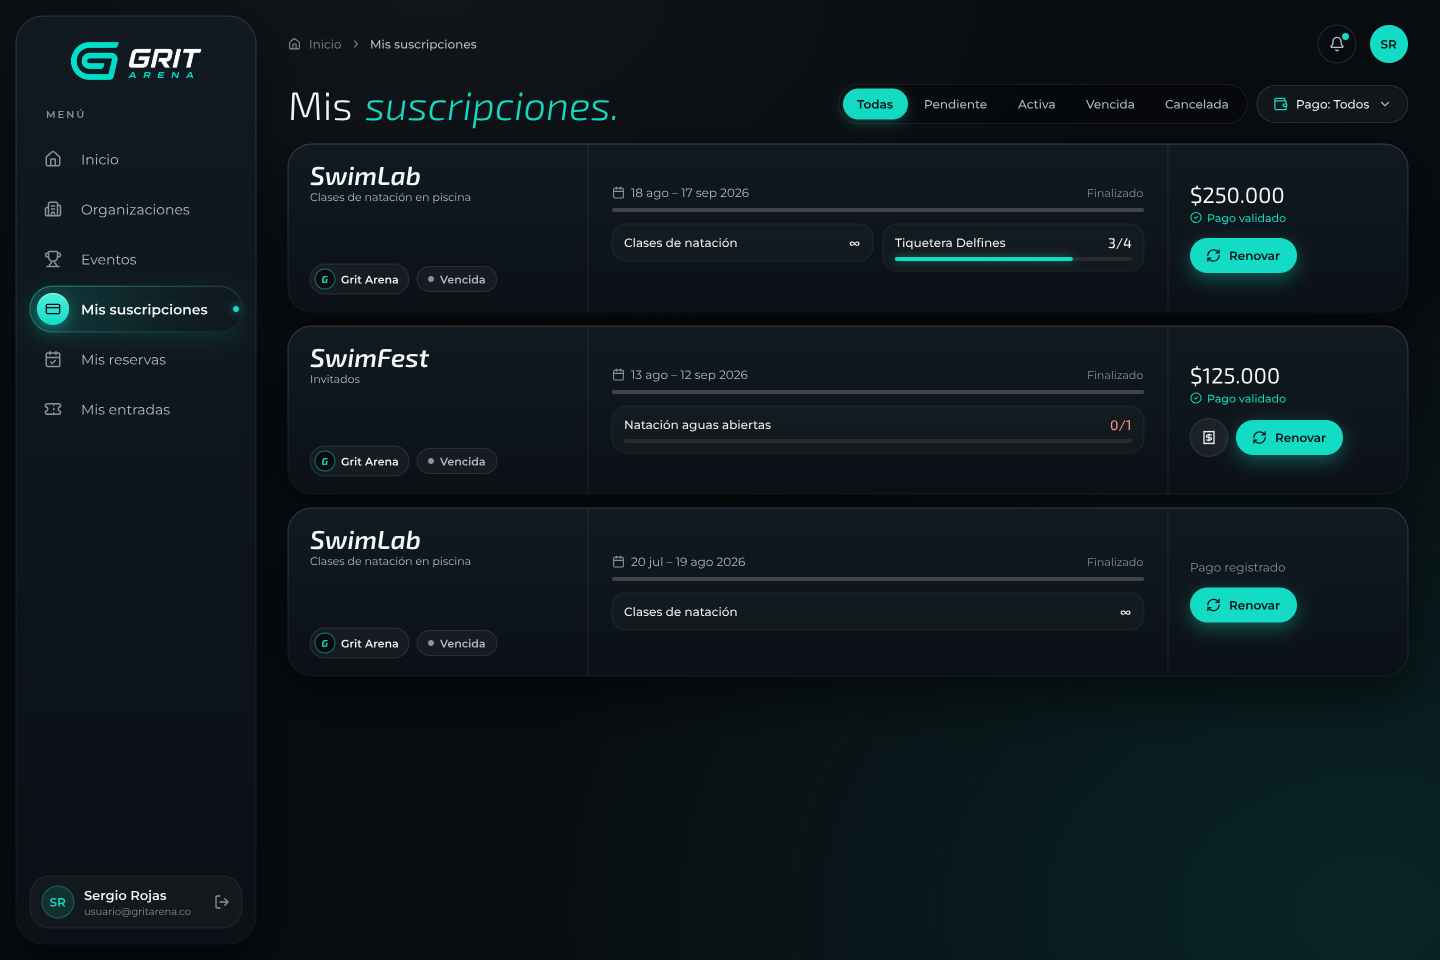 GRIT
ARENA
MENÚ
Inicio
Organizaciones
Eventos
Mis suscripciones
Mis reservas
Mis entradas
SR
Sergio Rojas
usuario@gritarena.co
Inicio > Mis suscripciones
SR
Mis suscripciones.
Todas Pendiente Activa Vencida Cancelada
Pago: Todos
SwimLab
Clases de natación en piscina
G Grit Arena
Vencida
18 ago – 17 sep 2026
Finalizado
Clases de natación ∞
Tiquetera Delfines 3/4
$250.000
Pago validado
Renovar
SwimFest
Invitados
G Grit Arena
Vencida
13 ago – 12 sep 2026
Finalizado
Natación aguas abiertas 0/1
$125.000
Pago validado
Renovar
SwimLab
Clases de natación en piscina
G Grit Arena
Vencida
20 jul – 19 ago 2026
Finalizado
Clases de natación ∞
Pago registrado
Renovar